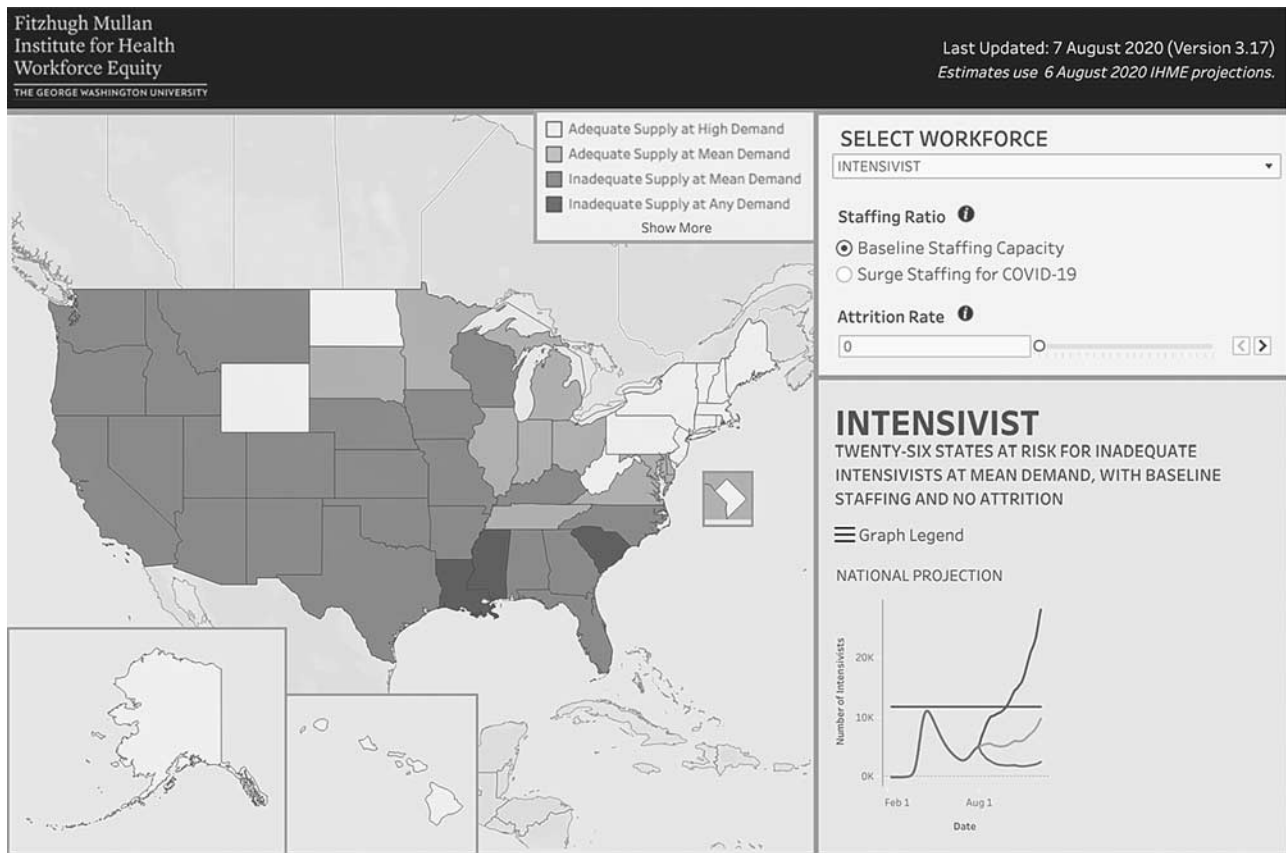 Fitzhugh Mullan
Institute for Health
Workforce Equity
THE GEORGE WASHINGTON UNIVERSITY
Last Updated: 7 August 2020 (Version 3.17)
Estimates use 6 August 2020 IHME projections.
Adequate Supply at High Demand
Adequate Supply at Mean Demand
Inadequate Supply at Mean Demand
Inadequate Supply at Any Demand
Show More
SELECT WORKFORCE
INTENSIVIST
Staffing Ratio
Baseline Staffing Capacity
Surge Staffing for COVID-19
Attrition Rate
0
INTENSIVIST
TWENTY-SIX STATES AT RISK FOR INADEQUATE
INTENSIVISTS AT MEAN DEMAND, WITH BASELINE
STAFFING AND NO ATTRITION
Graph Legend
NATIONAL PROJECTION
Number of Intensivists
20K
10K
0K
Feb 1 Aug 1
Date